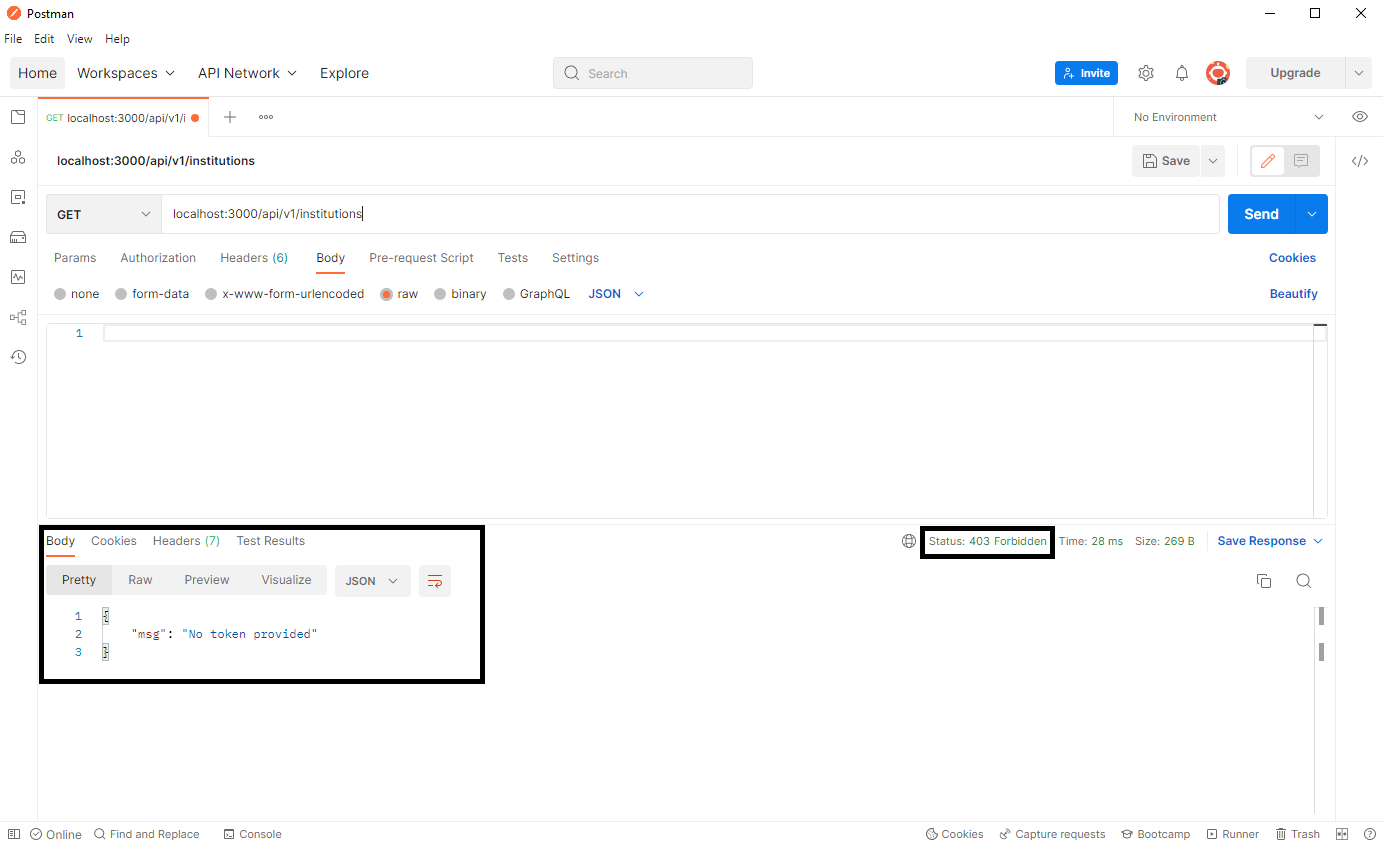 Postman
File Edit View Help
Home Workspaces API Network Explore Search Invite Upgrade
GET localhost:3000/api/v1/i No Environment
localhost:3000/api/v1/institutions Save
GET localhost:3000/api/v1/institutions Send
Params Authorization Headers (6) Body Pre-request Script Tests Settings Cookies
none form-data x-www-form-urlencoded raw binary GraphQL JSON Beautify
1
Body Cookies Headers (7) Test Results Status: 403 Forbidden Time: 28 ms Size: 269 B Save Response
Pretty Raw Preview Visualize JSON
1 {
2 "msg": "No token provided"
3 }
Online Find and Replace Console Cookies Capture requests Bootcamp Runner Trash